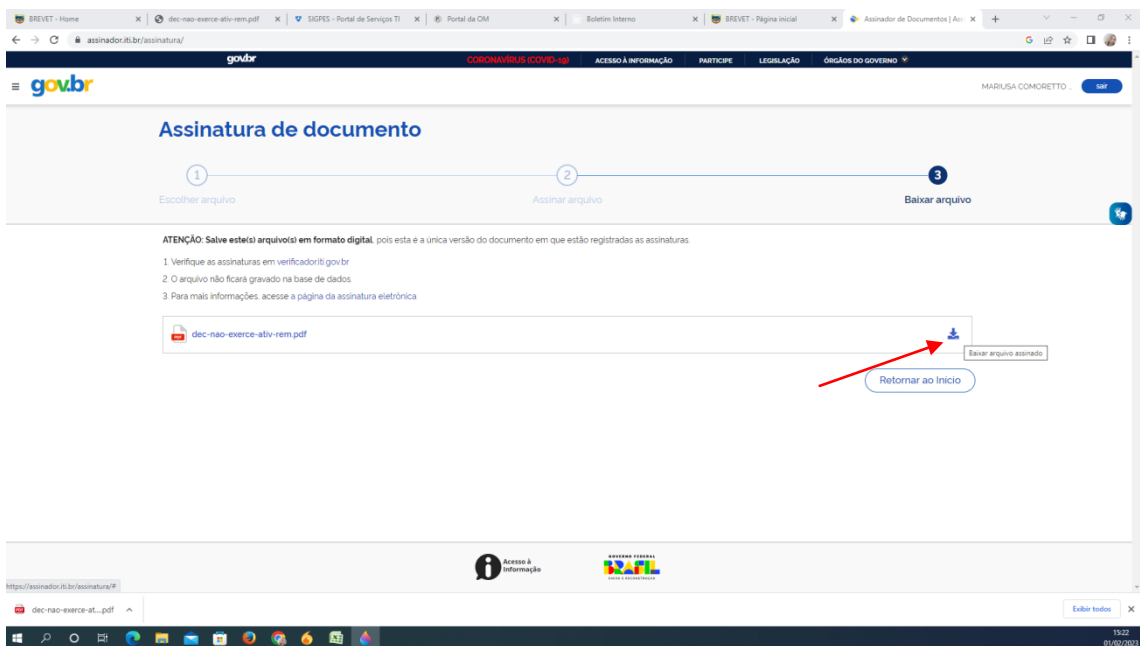 BREVET - Home
dec-nao-exerce-ativ-rem.pdf
SIGPES - Portal de Serviços TI
Portal da OM
Boletim Interno
BREVET - Página inicial
Assinador de Documentos | Ass
assinador.iti.br/assinatura/
gov.br
CORONAVÍRUS (COVID-19)
ACESSO À INFORMAÇÃO
PARTICIPE
LEGISLAÇÃO
ÓRGÃOS DO GOVERNO
gov.br
MARIUSA COMORETTO ..
sair
Assinatura de documento
1
2
3
Escolher arquivo
Assinar arquivo
Baixar arquivo
ATENÇÃO: Salve este(s) arquivo(s) em formato digital, pois esta é a única versão do documento em que estão registradas as assinaturas.
1. Verifique as assinaturas em verificador.iti.gov.br
2. O arquivo não ficará gravado na base de dados.
3. Para mais informações, acesse a página da assinatura eletrônica
PDF
dec-nao-exerce-ativ-rem.pdf
Baixar arquivo assinado
Retornar ao Início
Acesso à
Informação
GOVERNO FEDERAL
BRASIL
UNIÃO E RECONSTRUÇÃO
https://assinador.iti.br/assinatura/#
dec-nao-exerce-at....pdf
Exibir todos
15:22
01/02/2023